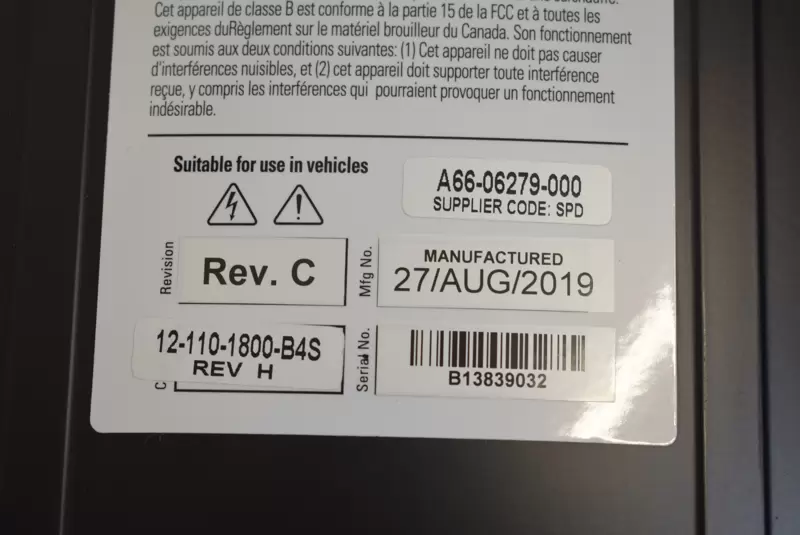 Cet appareil de classe B est conforme à la partie 15 de la FCC et à toutes les
exigences duRèglement sur le matériel brouilleur du Canada. Son fonctionnement
est soumis aux deux conditions suivantes: (1) Cet appareil ne doit pas causer
d'interférences nuisibles, et (2) cet appareil doit supporter toute interférence
reçue, y compris les interférences qui pourraient provoquer un fonctionnement
indésirable.
Suitable for use in vehicles
A66-06279-000
SUPPLIER CODE: SPD
Revision
Rev. C
Mfg No.
MANUFACTURED
27/AUG/2019
12-110-1800-B4S
REV H
C
Serial No.
B13839032